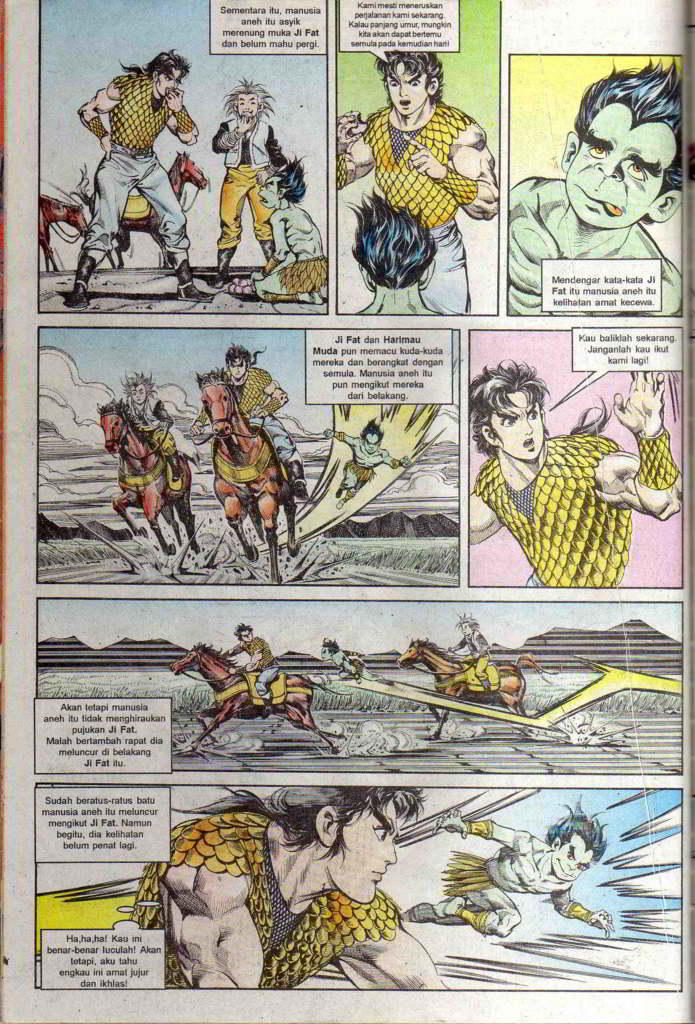 Sementara itu, manusia
aneh itu asyik
merenung muka Ji Fat
dan belum mahu pergi.
Kami mesti meneruskan
perjalanan kami sekarang.
Kalau panjang umur, mungkin
kita akan dapat bertemu
semula pada kemudian hari!
Mendengar kata-kata Ji
Fat itu manusia aneh itu
kelihatan amat kecewa.
Ji Fat dan Harimau
Muda pun memacu kuda-kuda
mereka dan berangkat dengan
semula. Manusia aneh itu
pun mengikut mereka
dari belakang.
Kau baliklah sekarang.
Janganlah kau ikut
kami lagi!
Akan tetapi manusia
aneh itu tidak menghiraukan
pujukan Ji Fat.
Malah bertambah rapat dia
meluncur di belakang
Ji Fat itu.
Sudah beratus-ratus batu
manusia aneh itu meluncur
mengikut Ji Fat. Namun
begitu, dia kelihatan
belum penat lagi.
Ha,ha,ha! Kau ini
benar-benar luculah! Akan
tetapi, aku tahu
engkau ini amat jujur
dan ikhlas!